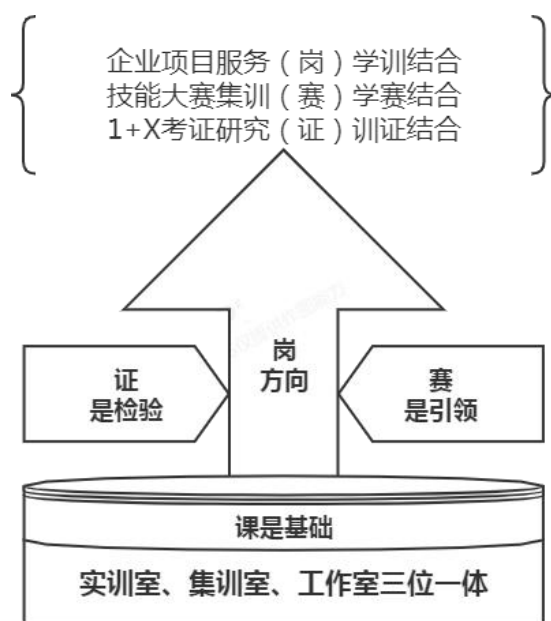 企业项目服务（岗）学训结合
技能大赛集训（赛）学赛结合
1+X考证研究（证）训证结合
岗
方向
证
是检验
赛
是引领
课是基础
实训室、集训室、工作室三位一体